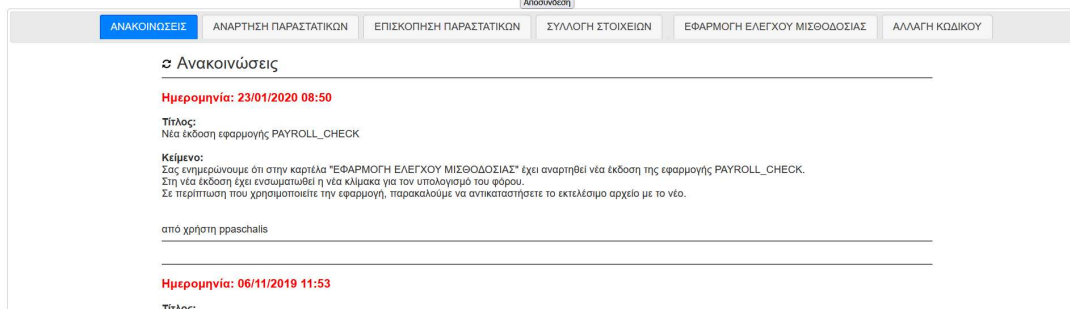 Αποσύνδεση
ΑΝΑΚΟΙΝΩΣΕΙΣ ΑΝΑΡΤΗΣΗ ΠΑΡΑΣΤΑΤΙΚΩΝ ΕΠΙΣΚΟΠΗΣΗ ΠΑΡΑΣΤΑΤΙΚΩΝ ΣΥΛΛΟΓΗ ΣΤΟΙΧΕΙΩΝ ΕΦΑΡΜΟΓΗ ΕΛΕΓΧΟΥ ΜΙΣΘΟΔΟΣΙΑΣ ΑΛΛΑΓΗ ΚΩΔΙΚΟΥ
Ανακοινώσεις
Ημερομηνία: 23/01/2020 08:50
Τίτλος:
Νέα έκδοση εφαρμογής PAYROLL_CHECK
Κείμενο:
Σας ενημερώνουμε ότι στην καρτέλα "ΕΦΑΡΜΟΓΗ ΕΛΕΓΧΟΥ ΜΙΣΘΟΔΟΣΙΑΣ" έχει αναρτηθεί νέα έκδοση της εφαρμογής PAYROLL_CHECK.
Στη νέα έκδοση έχει ενσωματωθεί η νέα κλίμακα για τον υπολογισμό του φόρου.
Σε περίπτωση που χρησιμοποιείτε την εφαρμογή, παρακαλούμε να αντικαταστήσετε το εκτελέσιμο αρχείο με το νέο.
από χρήστη ppaschalis
Ημερομηνία: 06/11/2019 11:53
Τίτλος: